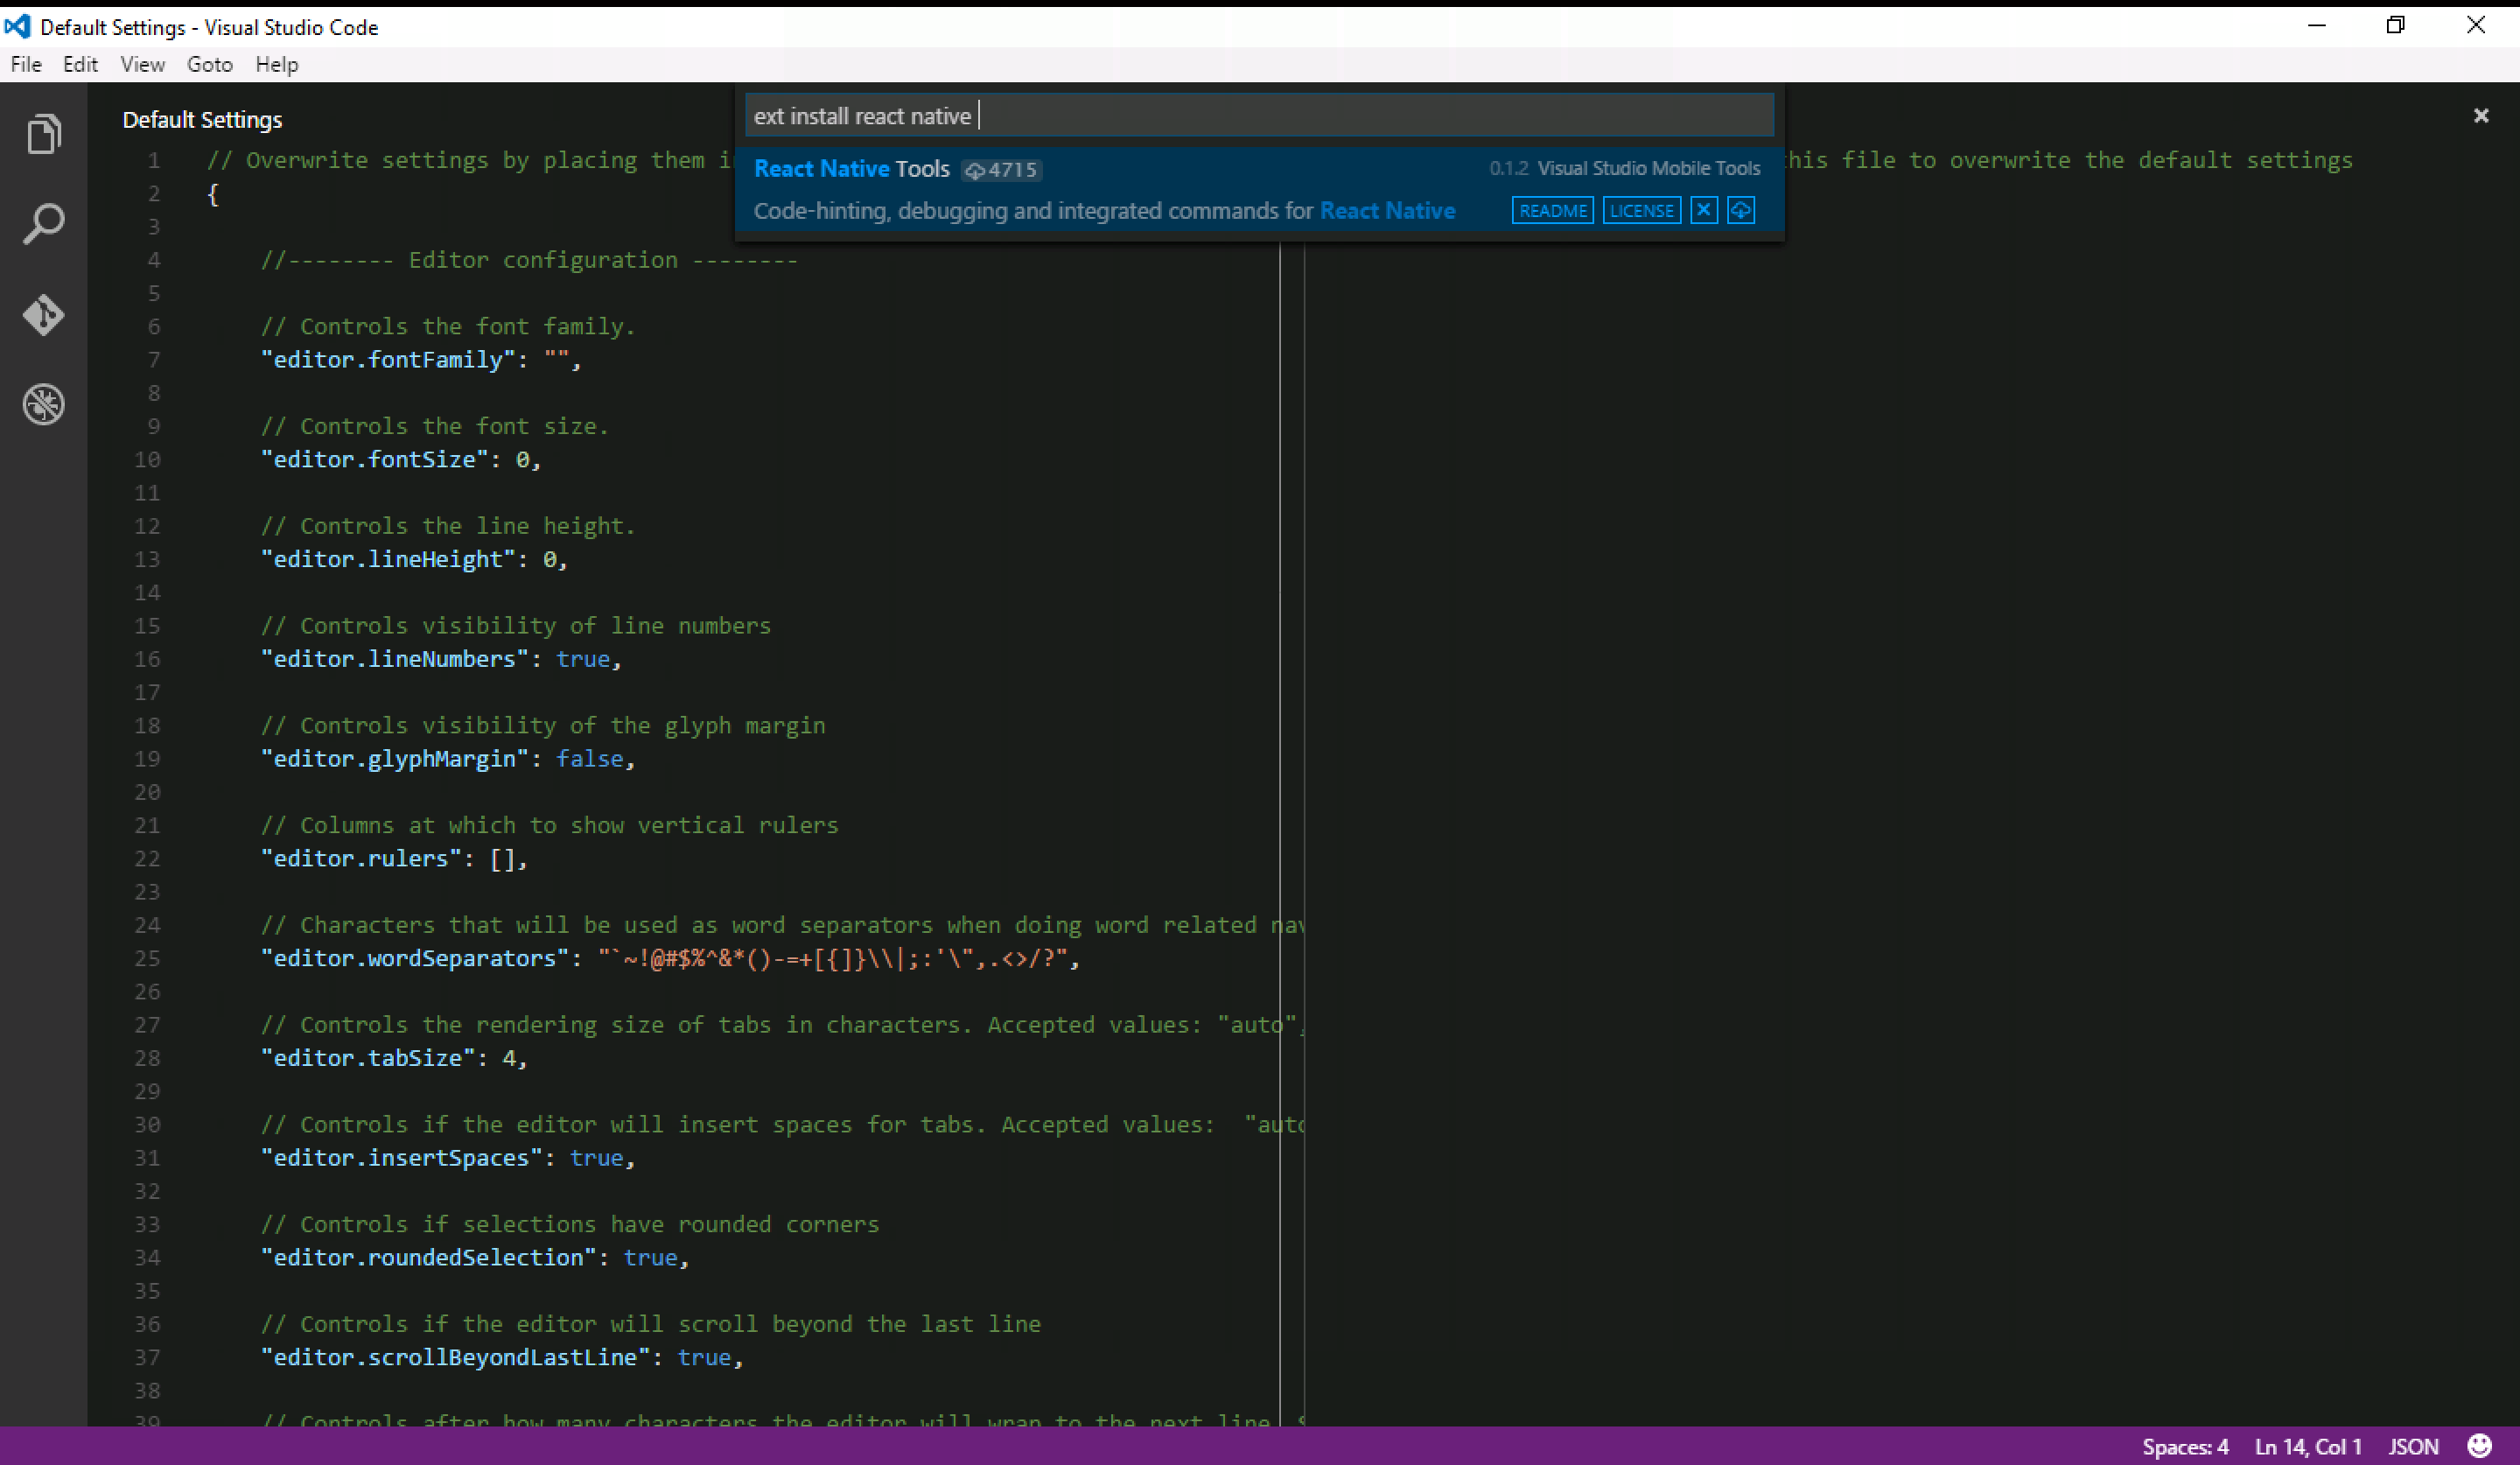 Default Settings - Visual Studio Code
File Edit View Goto Help
ext install react native
React Native Tools 4715 0.1.2 Visual Studio Mobile Tools
Code-hinting, debugging and integrated commands for React Native README LICENSE
Default Settings
1 // Overwrite settings by placing them this file to overwrite the default settings
2 {
3
4 //-------- Editor configuration --------
5
6 // Controls the font family.
7 "editor.fontFamily": "",
8
9 // Controls the font size.
10 "editor.fontSize": 0,
11
12 // Controls the line height.
13 "editor.lineHeight": 0,
14
15 // Controls visibility of line numbers
16 "editor.lineNumbers": true,
17
18 // Controls visibility of the glyph margin
19 "editor.glyphMargin": false,
20
21 // Columns at which to show vertical rulers
22 "editor.rulers": [],
23
24 // Characters that will be used as word separators when doing word related nav
25 "editor.wordSeparators": "`~!@#$%^&*()-=+[{]}\\|;:'\",.<>/?",
26
27 // Controls the rendering size of tabs in characters. Accepted values: "auto",
28 "editor.tabSize": 4,
29
30 // Controls if the editor will insert spaces for tabs. Accepted values:  "auto
31 "editor.insertSpaces": true,
32
33 // Controls if selections have rounded corners
34 "editor.roundedSelection": true,
35
36 // Controls if the editor will scroll beyond the last line
37 "editor.scrollBeyondLastLine": true,
38
39 // Controls after how many characters the editor will wrap to the next line.
Spaces: 4 Ln 14, Col 1 JSON